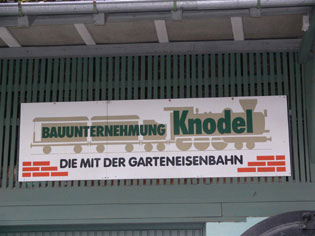 BAUUNTERNEHMUNG Knodel
DIE MIT DER GARTENEISENBAHN